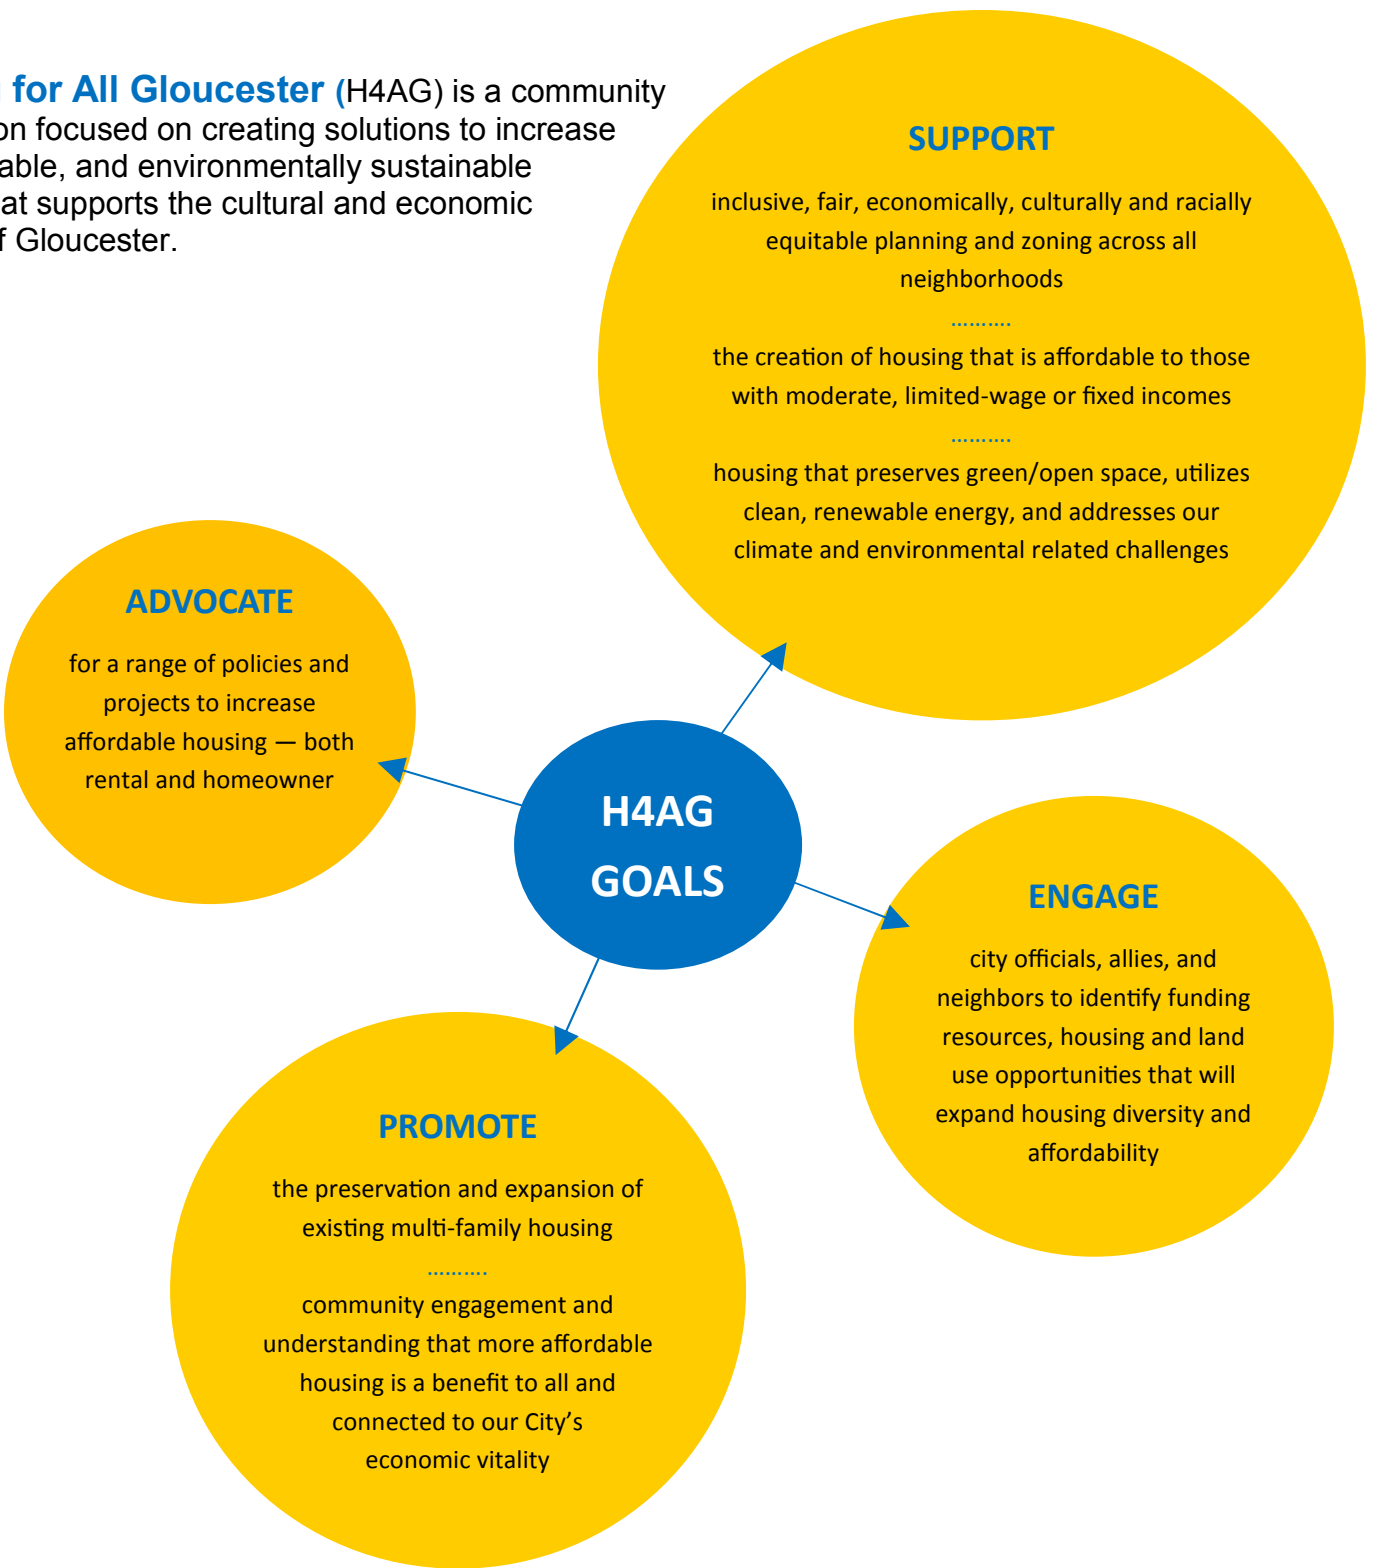 for All Gloucester (H4AG) is a community
focused on creating solutions to increase
able, and environmentally sustainable
at supports the cultural and economic
f Gloucester.
SUPPORT
inclusive, fair, economically, culturally and racially
equitable planning and zoning across all
neighborhoods
..........
the creation of housing that is affordable to those
with moderate, limited-wage or fixed incomes
..........
housing that preserves green/open space, utilizes
clean, renewable energy, and addresses our
climate and environmental related challenges
ADVOCATE
for a range of policies and
projects to increase
affordable housing — both
rental and homeowner
H4AG
GOALS
ENGAGE
city officials, allies, and
neighbors to identify funding
resources, housing and land
use opportunities that will
expand housing diversity and
affordability
PROMOTE
the preservation and expansion of
existing multi-family housing
..........
community engagement and
understanding that more affordable
housing is a benefit to all and
connected to our City’s
economic vitality